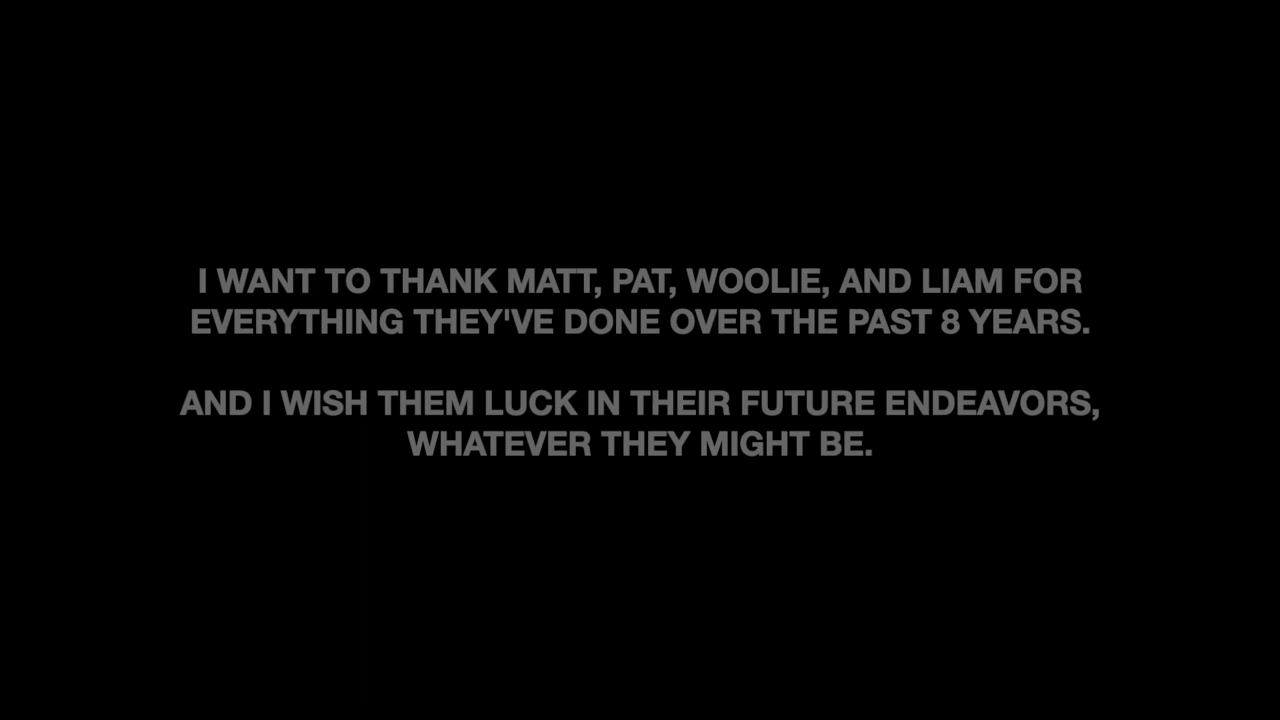 I WANT TO THANK MATT, PAT, WOOLIE, AND LIAM FOR
EVERYTHING THEY'VE DONE OVER THE PAST 8 YEARS.
AND I WISH THEM LUCK IN THEIR FUTURE ENDEAVORS,
WHATEVER THEY MIGHT BE.